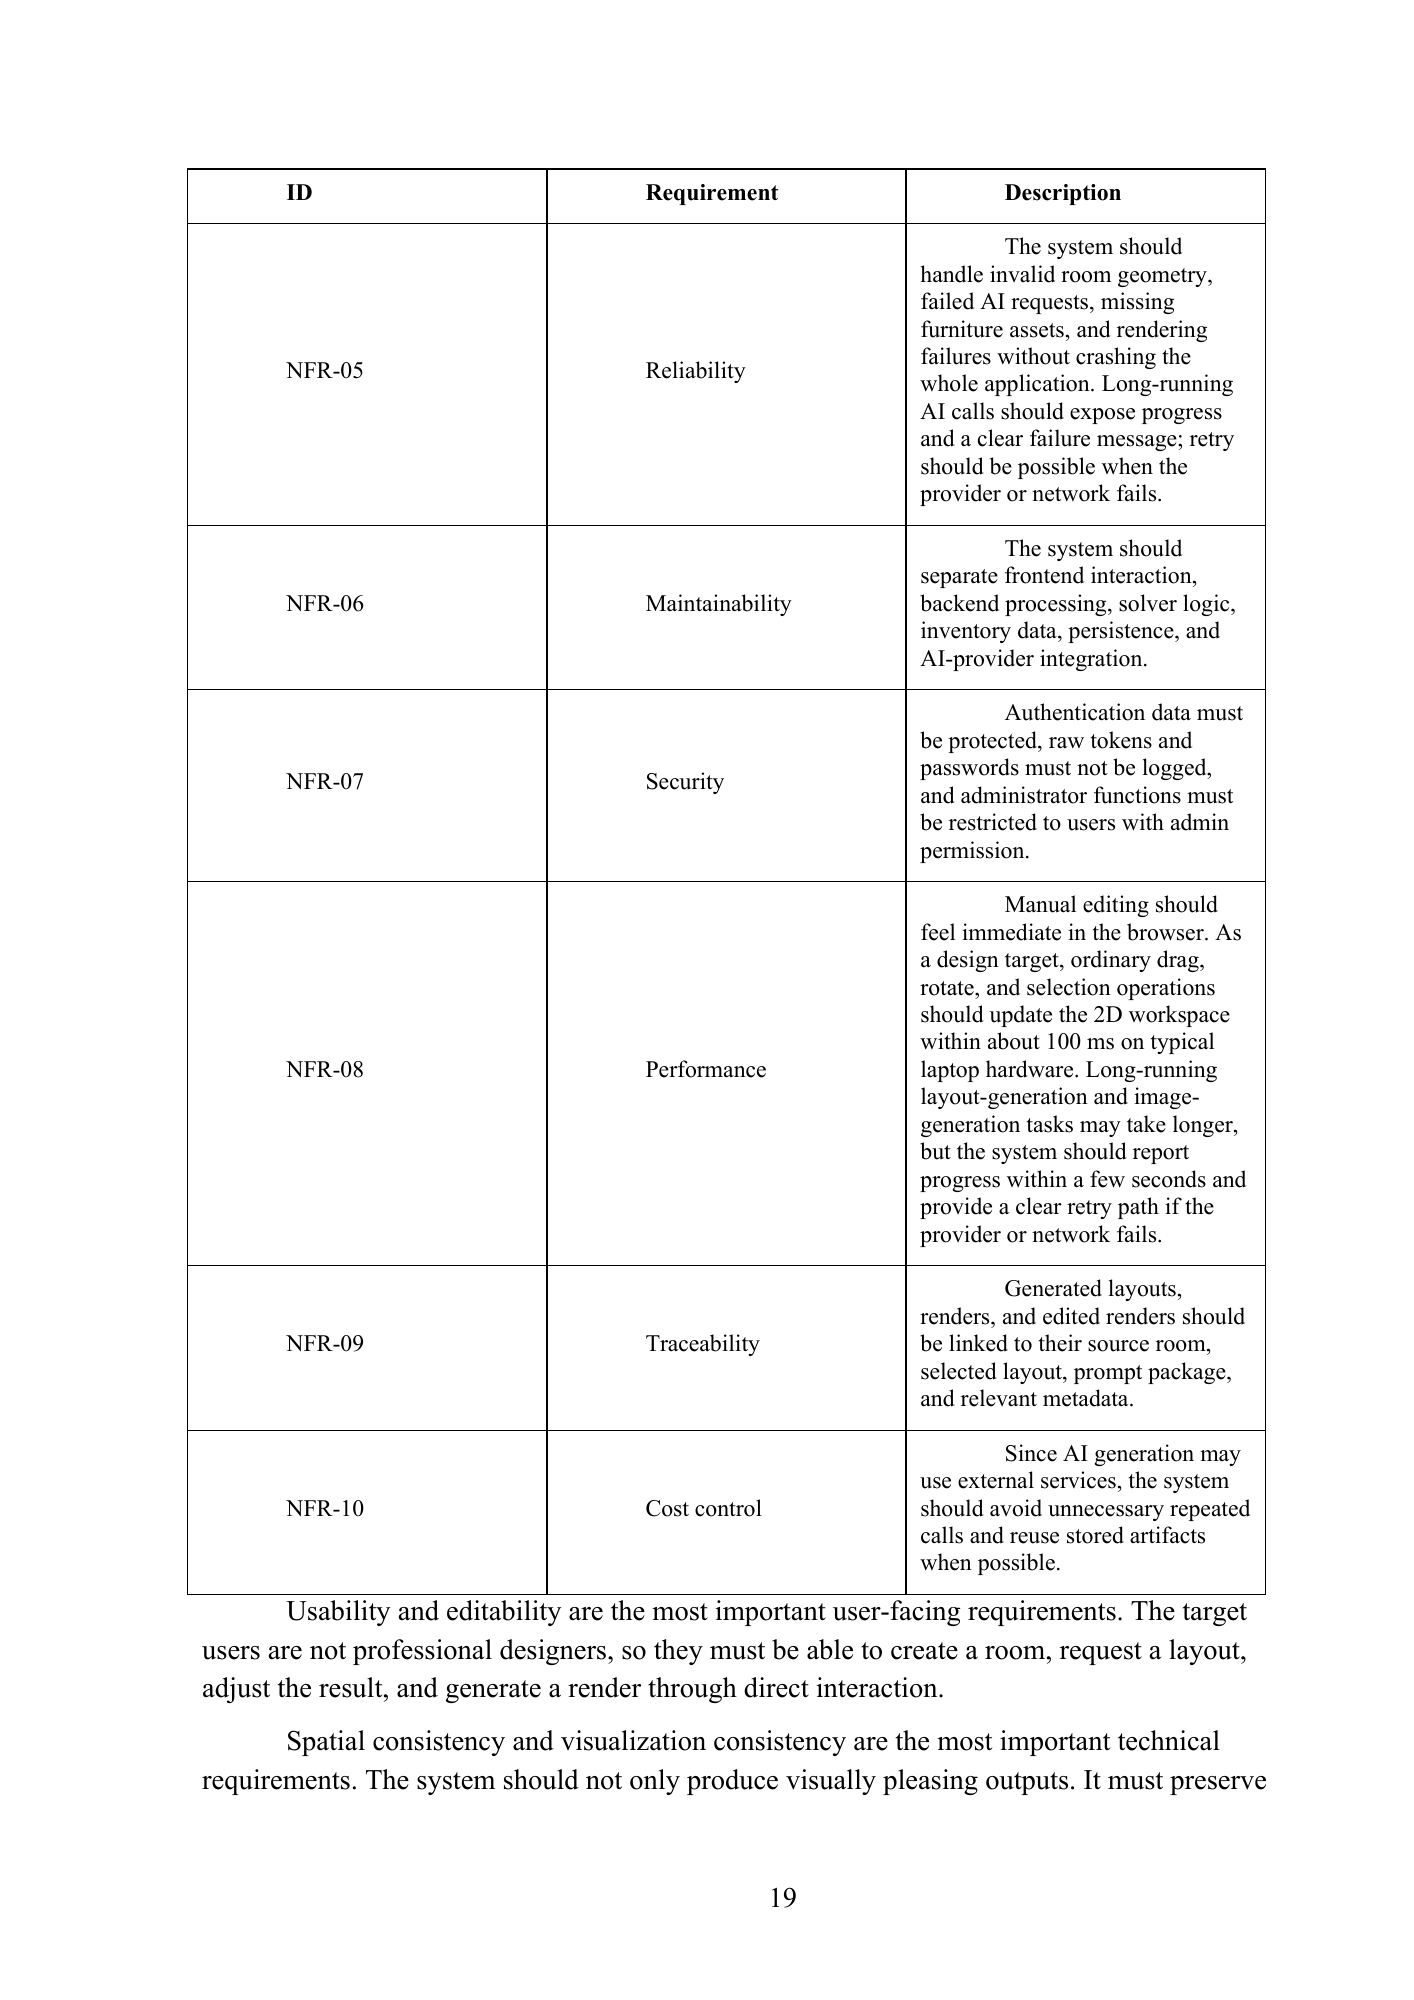 ID Requirement Description
The system should
handle invalid room geometry,
failed AI requests, missing
furniture assets, and rendering
failures without crashing the
NFR-05 Reliability
whole application. Long-running
AI calls should expose progress
and a clear failure message; retry
should be possible when the
provider or network fails.
The system should
separate frontend interaction,
NFR-06 Maintainability
backend processing, solver logic,
inventory data, persistence, and
AI-provider integration.
Authentication data must
be protected, raw tokens and
passwords must not be logged,
NFR-07 Security
and administrator functions must
be restricted to users with admin
permission.
Manual editing should
feel immediate in the browser. As
a design target, ordinary drag,
rotate, and selection operations
should update the 2D workspace
within about 100 ms on typical
NFR-08 Performance
laptop hardware. Long-running
layout-generation and image-
generation tasks may take longer,
but the system should report
progress within a few seconds and
provide a clear retry path if the
provider or network fails.
Generated layouts,
renders, and edited renders should
NFR-09 Traceability
be linked to their source room,
selected layout, prompt package,
and relevant metadata.
Since AI generation may
use external services, the system
NFR-10 Cost control
should avoid unnecessary repeated
calls and reuse stored artifacts
when possible.
Usability and editability are the most important user-facing requirements. The target
users are not professional designers, so they must be able to create a room, request a layout,
adjust the result, and generate a render through direct interaction.
Spatial consistency and visualization consistency are the most important technical
requirements. The system should not only produce visually pleasing outputs. It must preserve
19